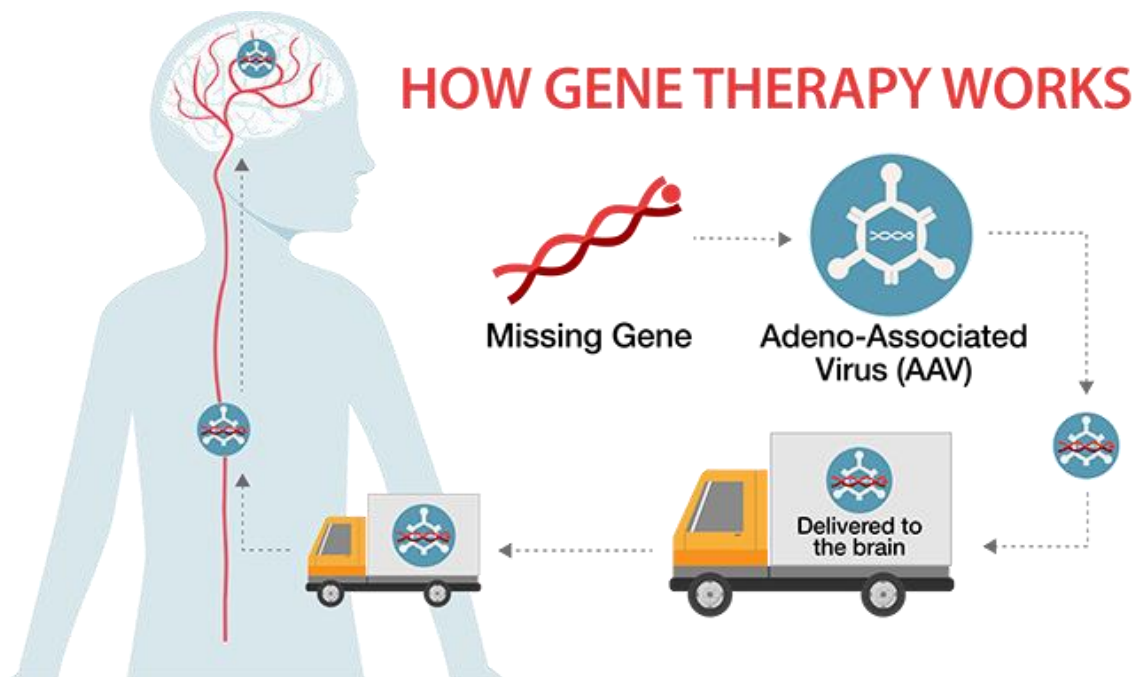 HOW GENE THERAPY WORKS
Missing Gene
Adeno-Associated
Virus (AAV)
Delivered to
the brain